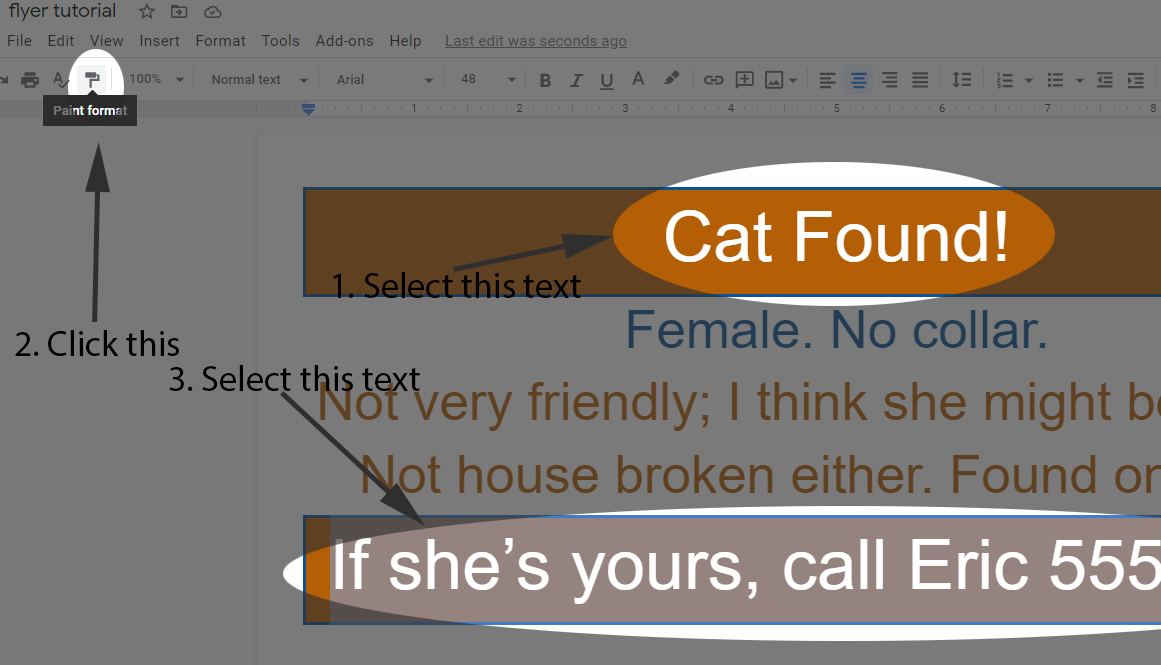 flyer tutorial
File Edit View Insert Format Tools Add-ons Help Last edit was seconds ago
100% Normal text Arial 48 B I U A
Paint format
1 2 3 4 5 6 7 8
Cat Found!
1. Select this text
Female. No collar.
2. Click this
3. Select this text
Not very friendly; I think she might
Not house broken either. Found
If she’s yours, call Eric 555